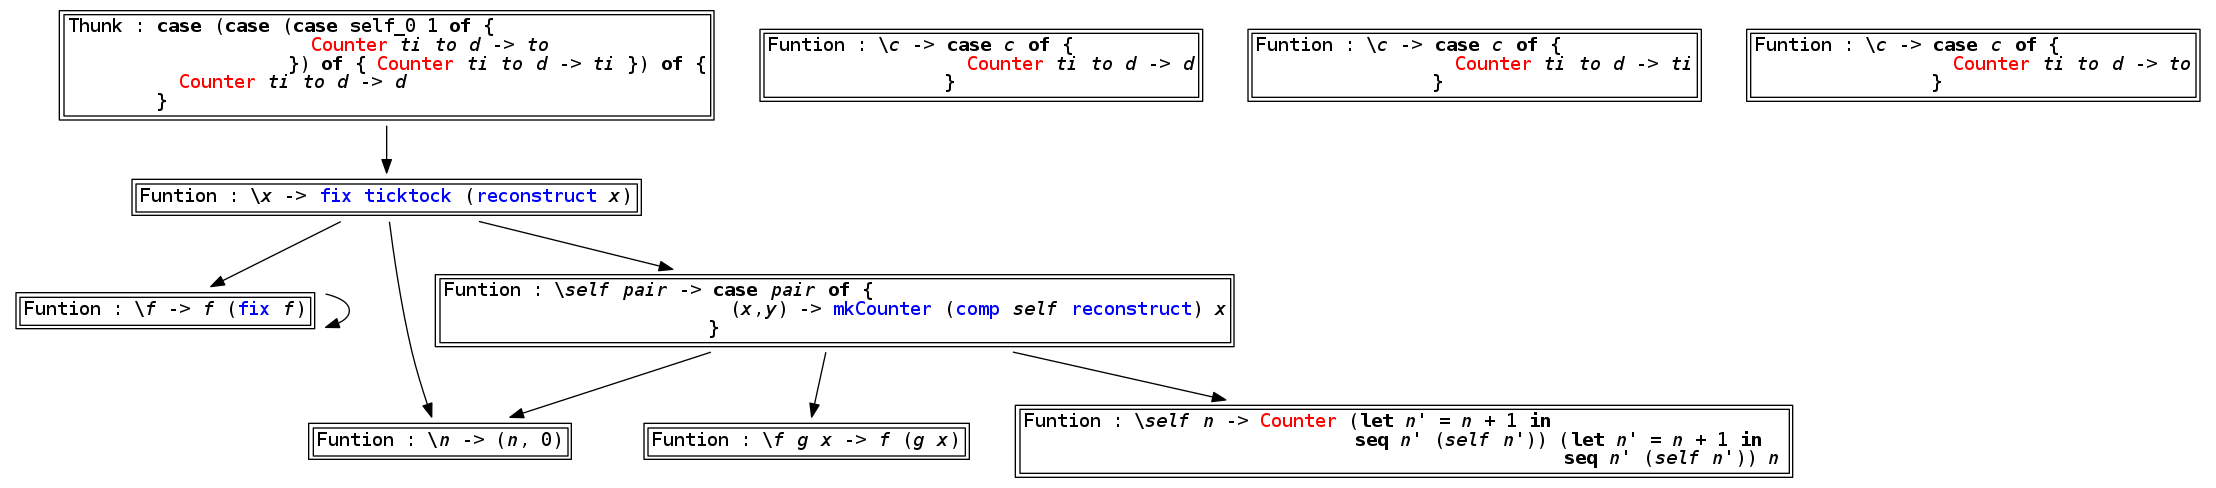 Thunk : case (case (case self_0 1 of {
Counter ti to d -> to
}) of { Counter ti to d -> ti }) of {
Counter ti to d -> d
}
Funtion : \c -> case c of {
Counter ti to d -> d
}
Funtion : \c -> case c of {
Counter ti to d -> ti
}
Funtion : \c -> case c of {
Counter ti to d -> to
}
Funtion : \x -> fix ticktock (reconstruct x)
Funtion : \f -> f (fix f)
Funtion : \self pair -> case pair of {
(x,y) -> mkCounter (comp self reconstruct) x
}
Funtion : \n -> (n, 0)
Funtion : \f g x -> f (g x)
Funtion : \self n -> Counter (let n' = n + 1 in
seq n' (self n')) (let n' = n + 1 in
seq n' (self n')) n